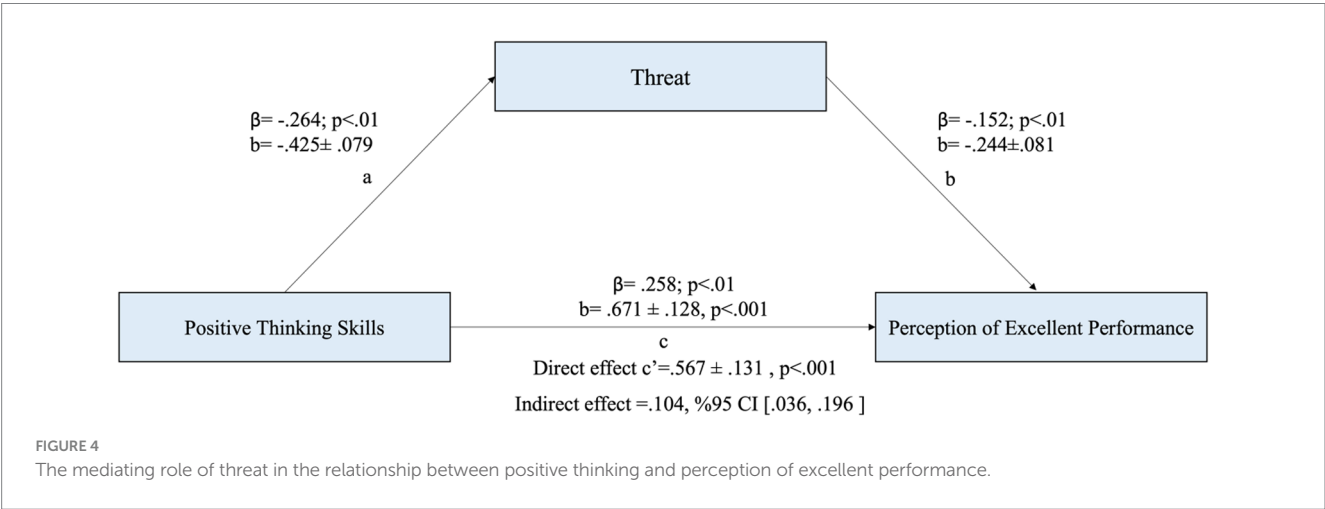 Threat
β= -.264; p<.01
b= -.425± .079
a
β= -.152; p<.01
b= -.244±.081
b
Positive Thinking Skills
β= .258; p<.01
b= .671 ± .128, p<.001
c
Direct effect c’=.567 ± .131 , p<.001
Indirect effect =.104, %95 CI [.036, .196 ]
Perception of Excellent Performance
FIGURE 4
The mediating role of threat in the relationship between positive thinking and perception of excellent performance.